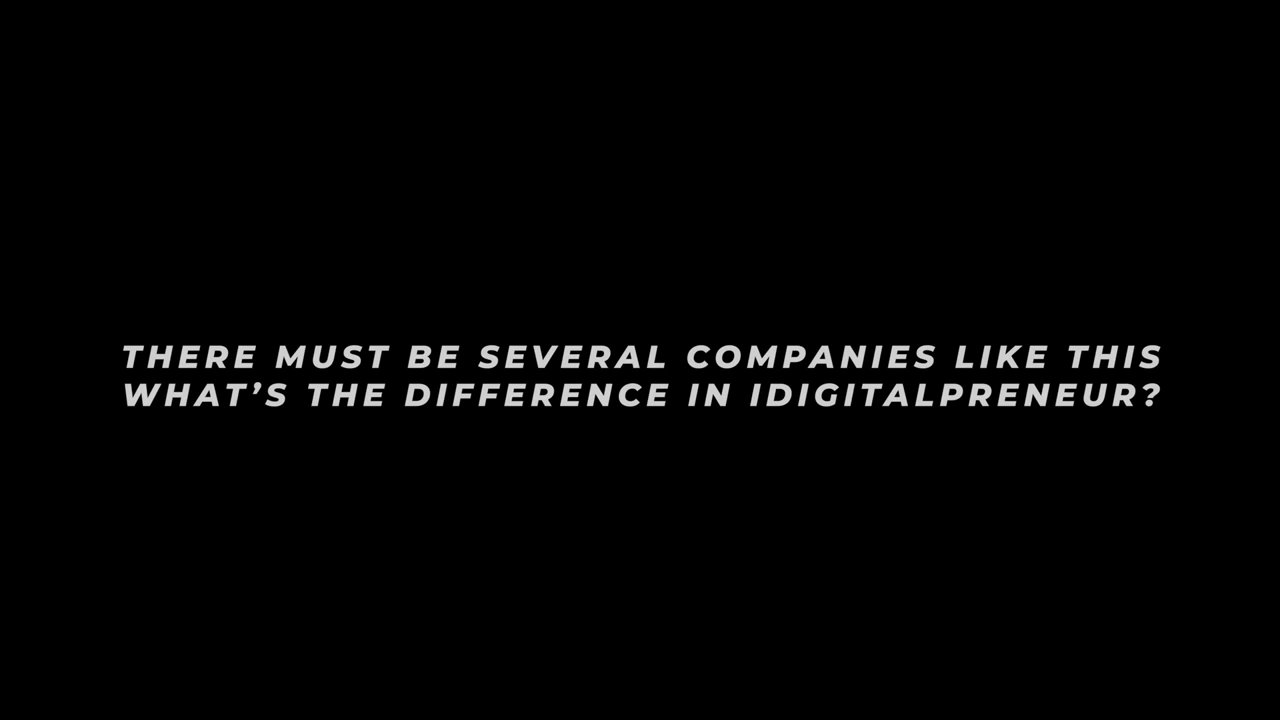 THERE MUST BE SEVERAL COMPANIES LIKE THIS
WHAT’S THE DIFFERENCE IN IDIGITALPRENEUR?